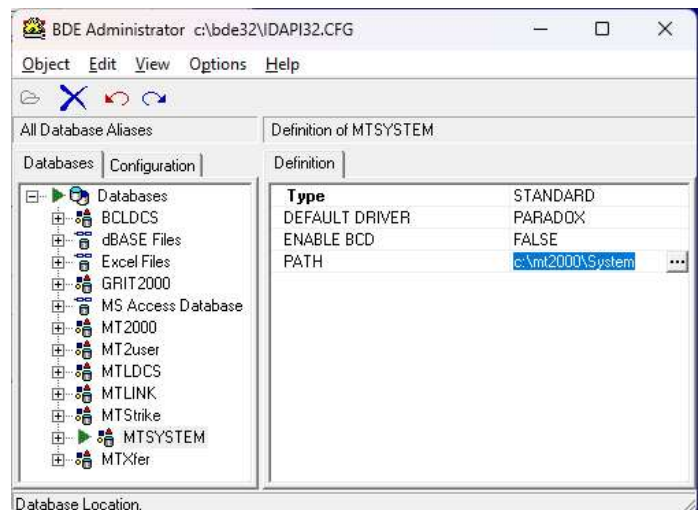 BDE Administrator c:\bde32\IDAPI32.CFG
Object Edit View Options Help
All Database Aliases
Definition of MTSYSTEM
Databases Configuration
Definition
Databases
BCLDCS
dBASE Files
Excel Files
GRIT2000
MS Access Database
MT2000
MT2user
MTLDCS
MTLINK
MTStrike
MTSYSTEM
MTXfer
Type STANDARD
DEFAULT DRIVER PARADOX
ENABLE BCD FALSE
PATH c:\mt2000\System ...
Database Location.